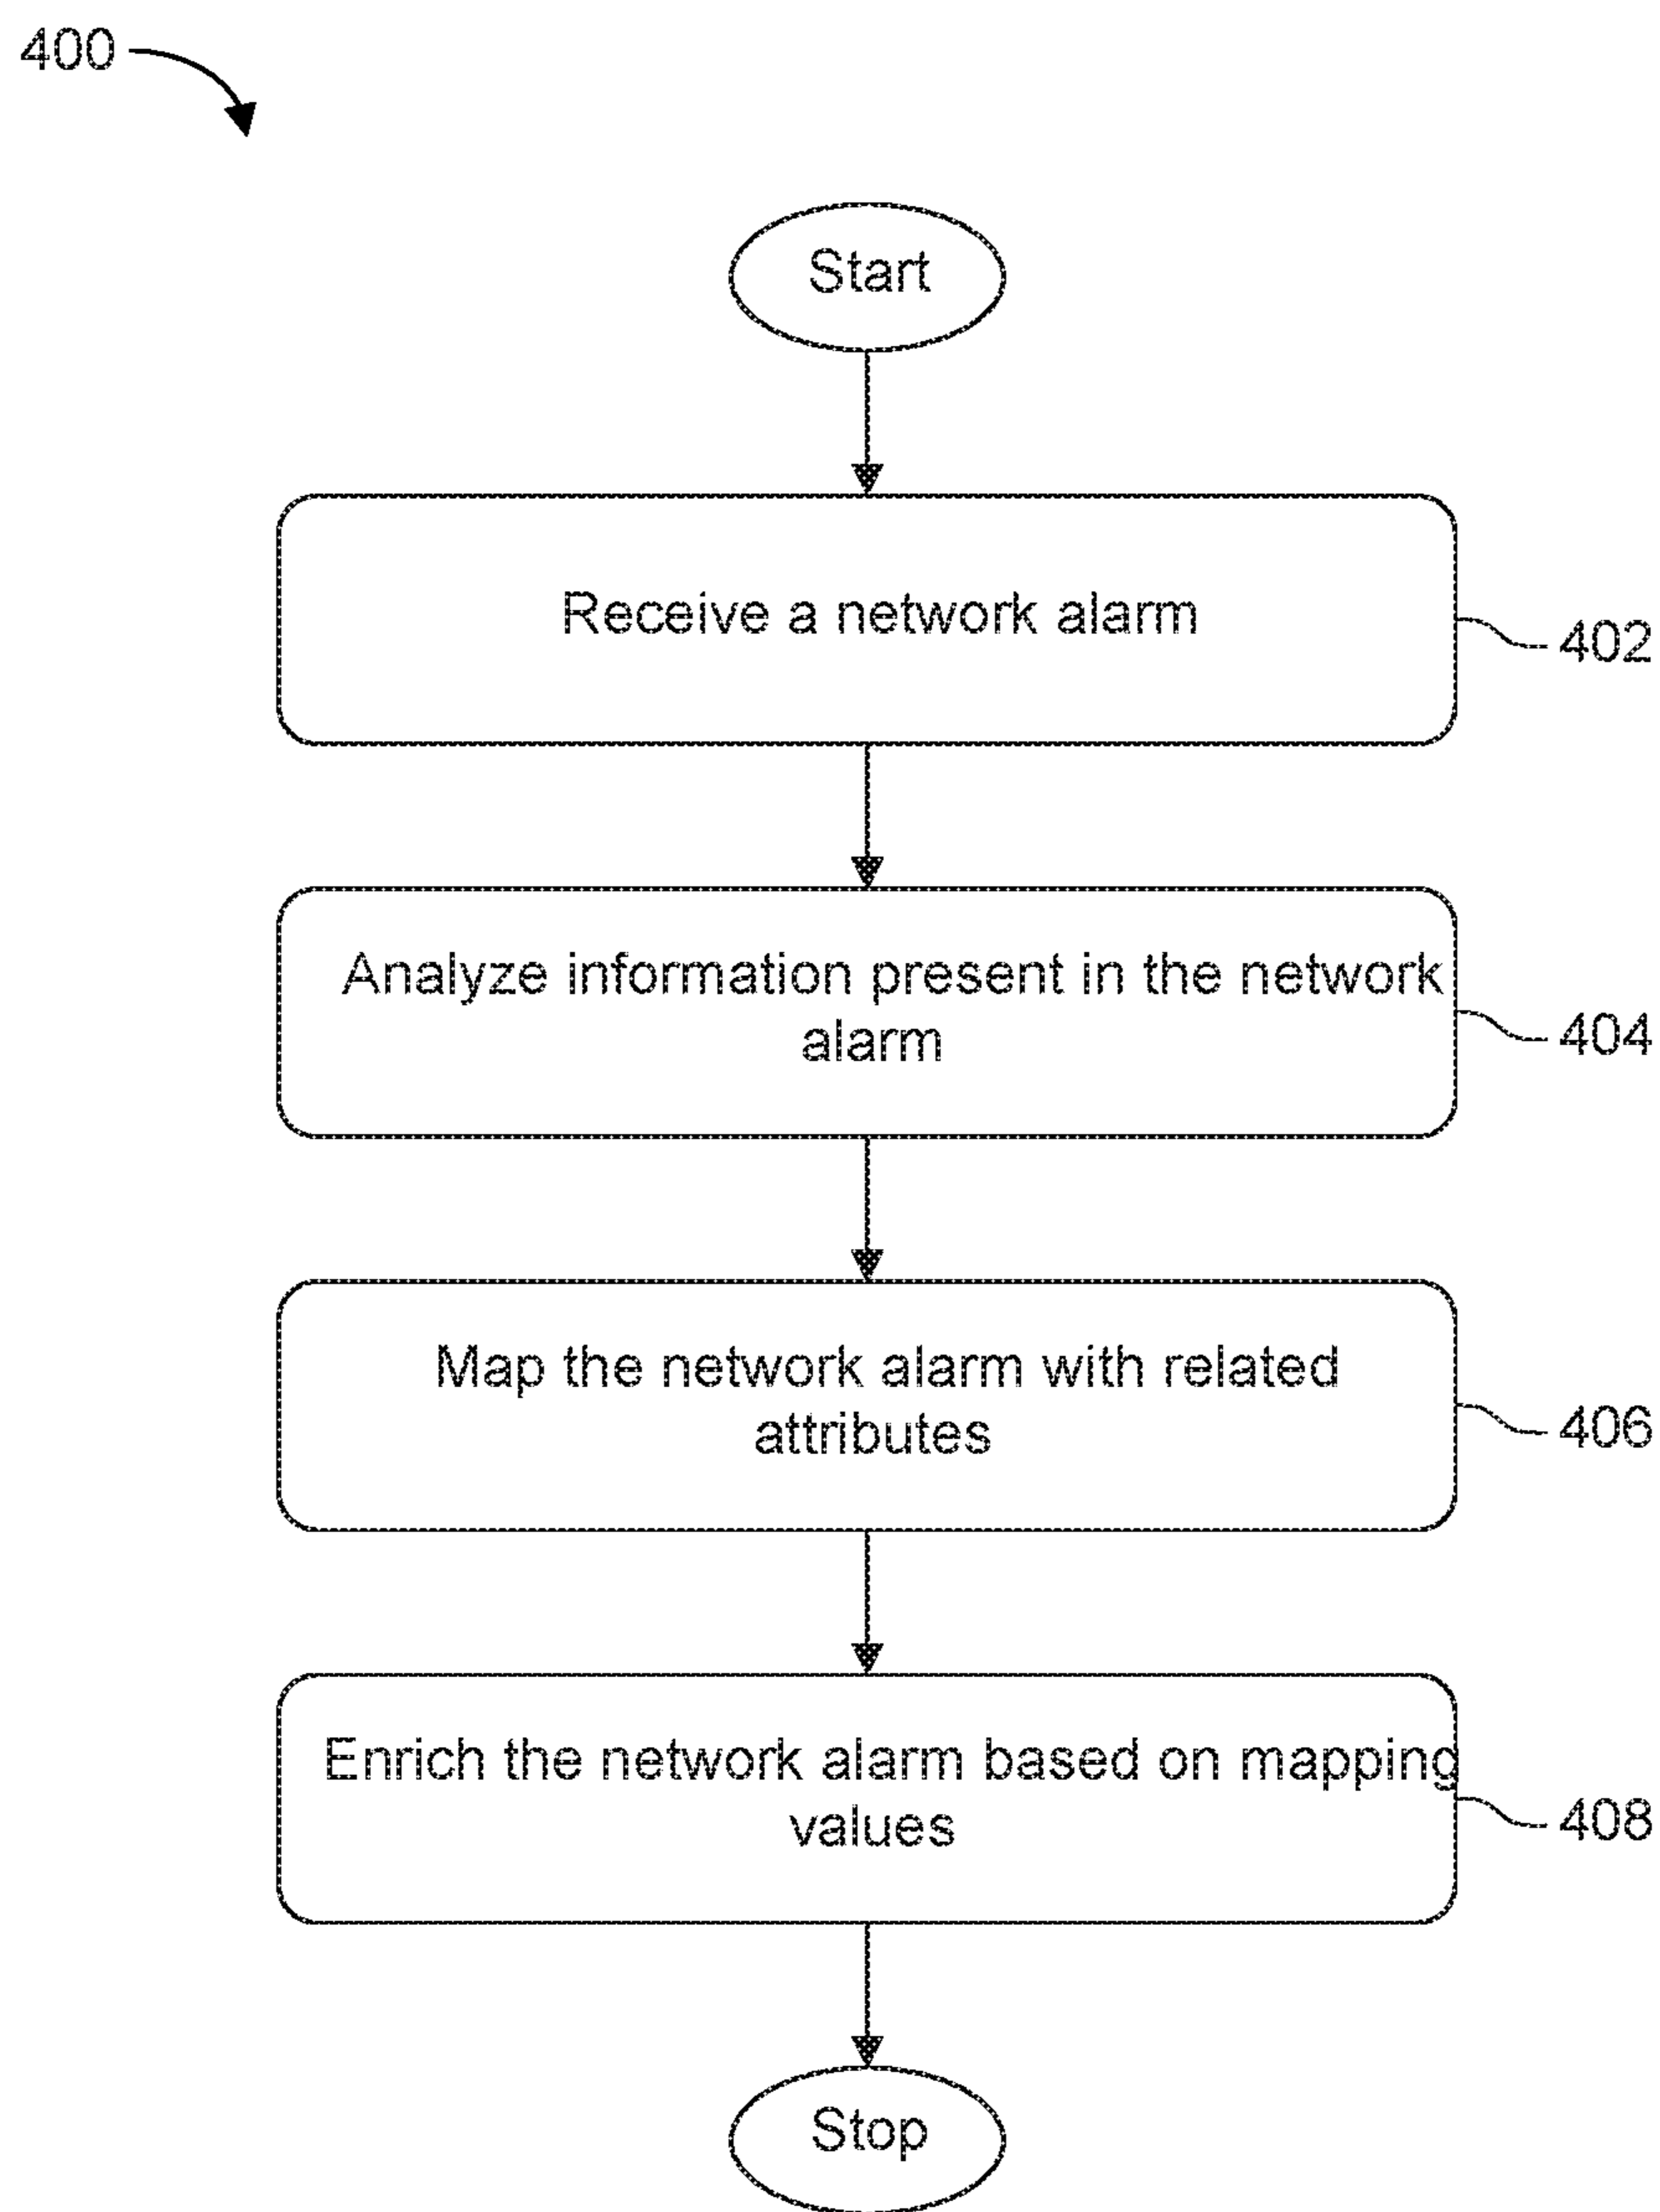 400
Start
Receive a network alarm
402
Analyze information present in the network
alarm
404
Map the network alarm with related
attributes
406
Enrich the network alarm based on mapping
values
408
Stop